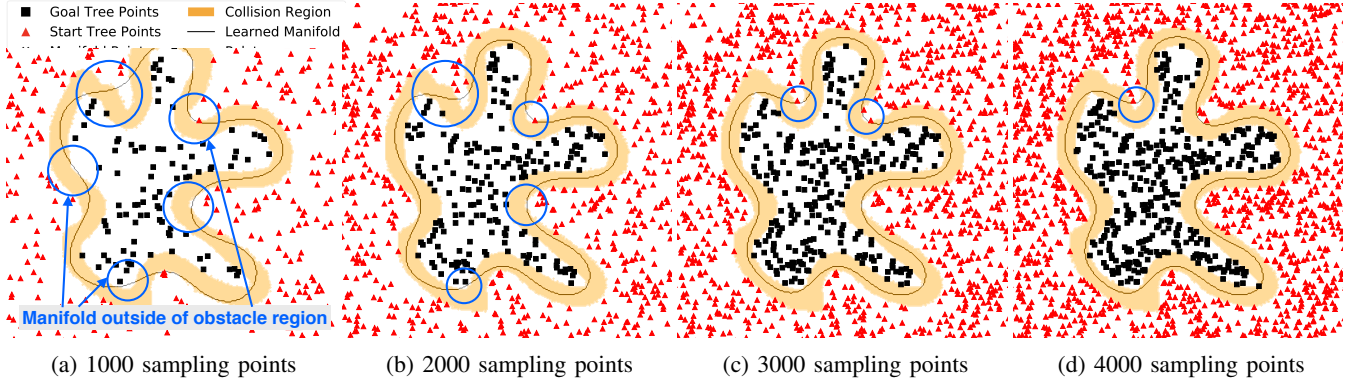 Goal Tree Points
Collision Region
Start Tree Points
Learned Manifold
Manifold outside of obstacle region
(a) 1000 sampling points
(b) 2000 sampling points
(c) 3000 sampling points
(d) 4000 sampling points